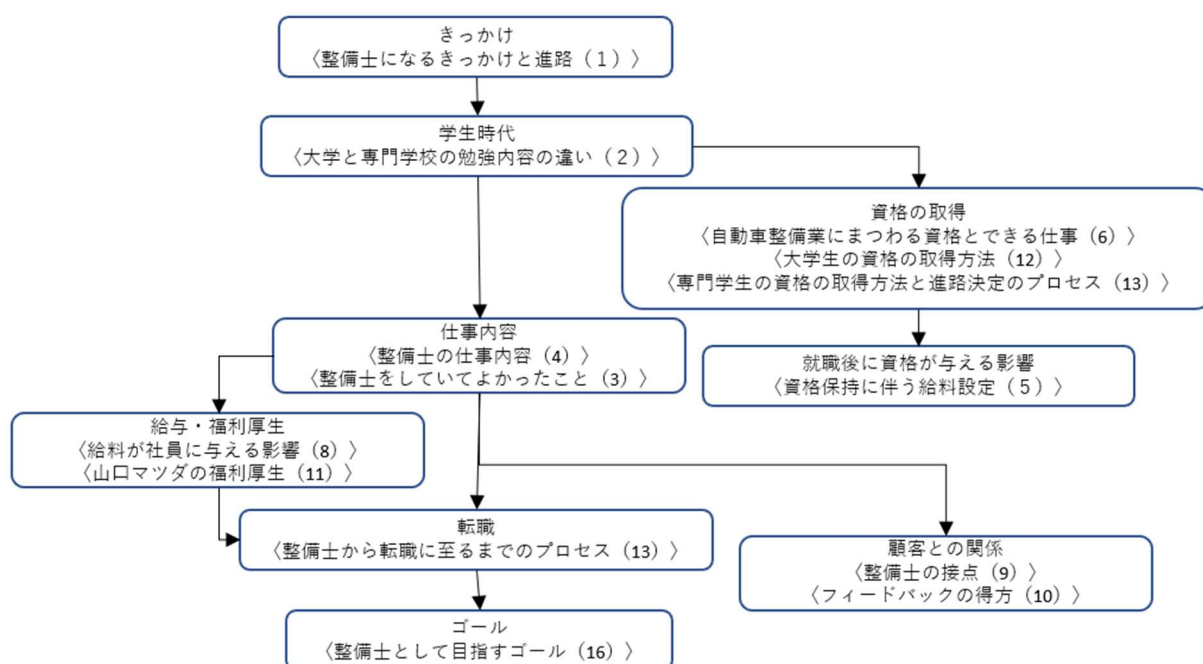 きっかけ
〈整備士になるきっかけと進路（１）〉
学生時代
〈大学と専門学校の勉強内容の違い（２）〉
資格の取得
〈自動車整備業にまつわる資格とできる仕事（6）〉
〈大学生の資格の取得方法（12）〉
〈専門学生の資格の取得方法と進路決定のプロセス（13）〉
仕事内容
〈整備士の仕事内容（4）〉
〈整備士をしていてよかったこと（3）〉
就職後に資格が与える影響
〈資格保持に伴う給料設定（５）〉
給与・福利厚生
〈給料が社員に与える影響（8）〉
〈山口マツダの福利厚生（11）〉
転職
〈整備士から転職に至るまでのプロセス（13）〉
顧客との関係
〈整備士の接点（9）〉
〈フィードバックの得方（10）〉
ゴール
〈整備士として目指すゴール（16）〉